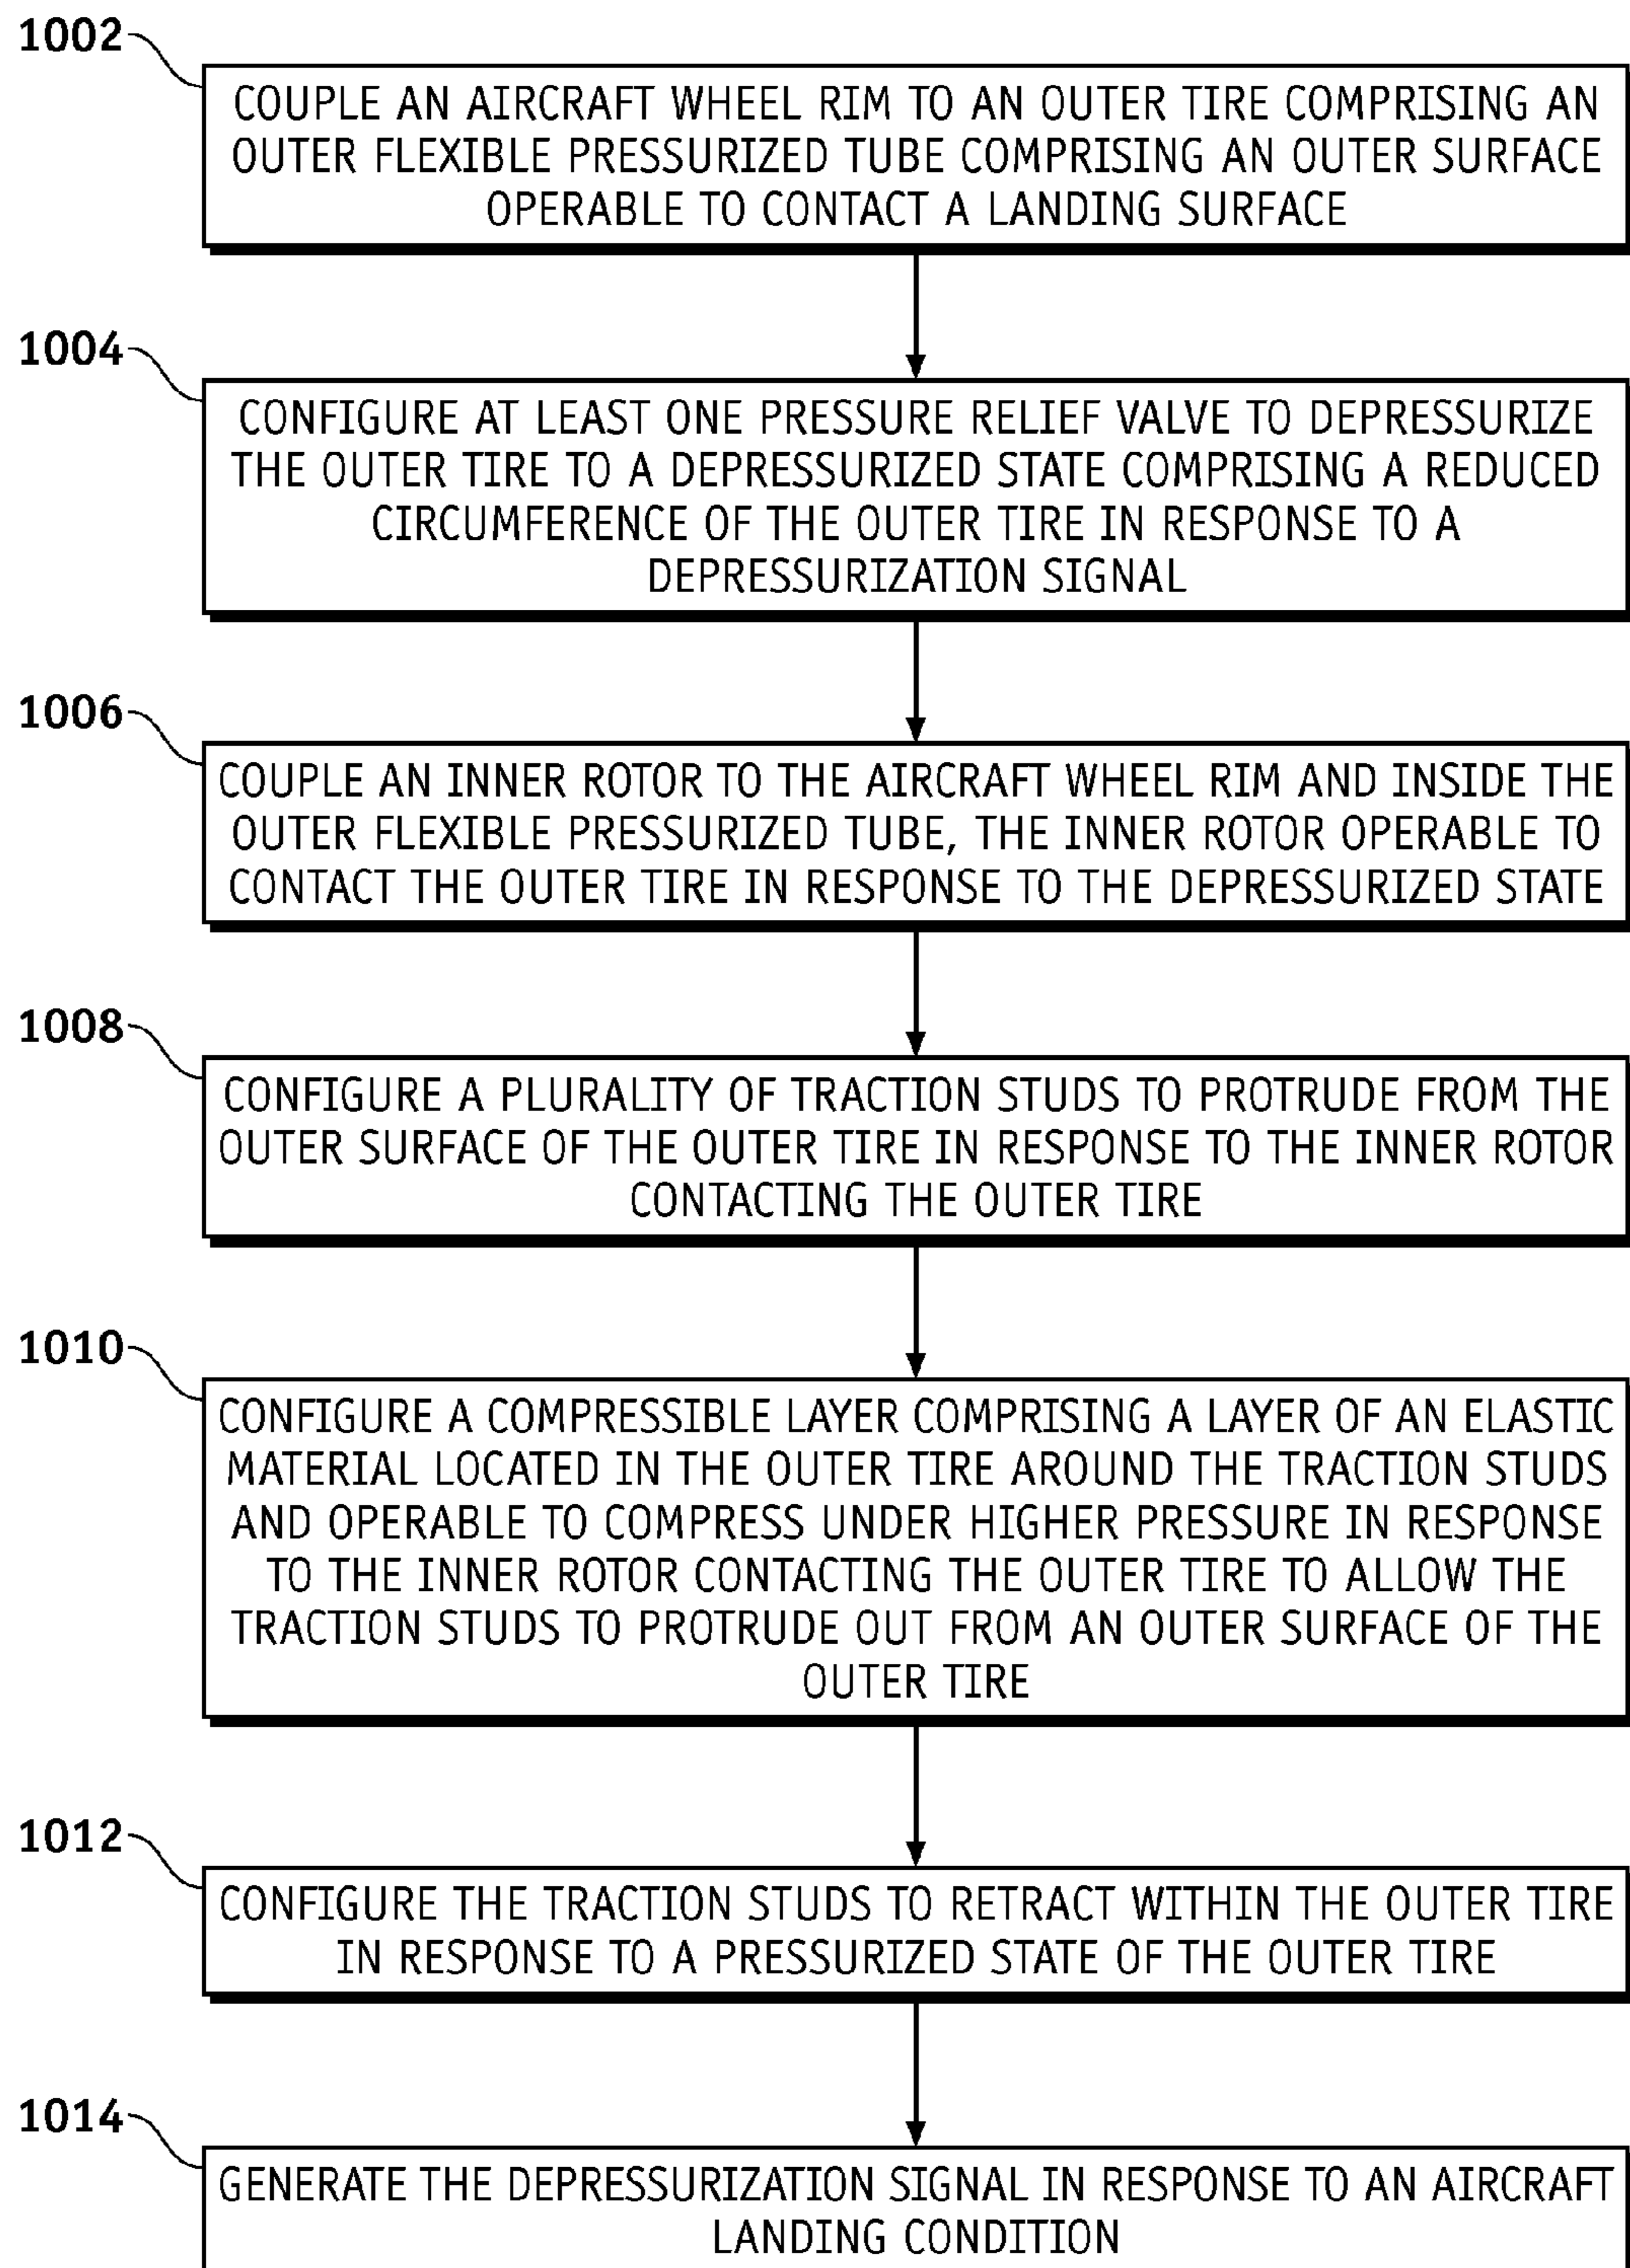 1002
COUPLE AN AIRCRAFT WHEEL RIM TO AN OUTER TIRE COMPRISING AN
OUTER FLEXIBLE PRESSURIZED TUBE COMPRISING AN OUTER SURFACE
OPERABLE TO CONTACT A LANDING SURFACE
1004
CONFIGURE AT LEAST ONE PRESSURE RELIEF VALVE TO DEPRESSURIZE
THE OUTER TIRE TO A DEPRESSURIZED STATE COMPRISING A REDUCED
CIRCUMFERENCE OF THE OUTER TIRE IN RESPONSE TO A
DEPRESSURIZATION SIGNAL
1006
COUPLE AN INNER ROTOR TO THE AIRCRAFT WHEEL RIM AND INSIDE THE
OUTER FLEXIBLE PRESSURIZED TUBE, THE INNER ROTOR OPERABLE TO
CONTACT THE OUTER TIRE IN RESPONSE TO THE DEPRESSURIZED STATE
1008
CONFIGURE A PLURALITY OF TRACTION STUDS TO PROTRUDE FROM THE
OUTER SURFACE OF THE OUTER TIRE IN RESPONSE TO THE INNER ROTOR
CONTACTING THE OUTER TIRE
1010
CONFIGURE A COMPRESSIBLE LAYER COMPRISING A LAYER OF AN ELASTIC
MATERIAL LOCATED IN THE OUTER TIRE AROUND THE TRACTION STUDS
AND OPERABLE TO COMPRESS UNDER HIGHER PRESSURE IN RESPONSE
TO THE INNER ROTOR CONTACTING THE OUTER TIRE TO ALLOW THE
TRACTION STUDS TO PROTRUDE OUT FROM AN OUTER SURFACE OF THE
OUTER TIRE
1012
CONFIGURE THE TRACTION STUDS TO RETRACT WITHIN THE OUTER TIRE
IN RESPONSE TO A PRESSURIZED STATE OF THE OUTER TIRE
1014
GENERATE THE DEPRESSURIZATION SIGNAL IN RESPONSE TO AN AIRCRAFT
LANDING CONDITION